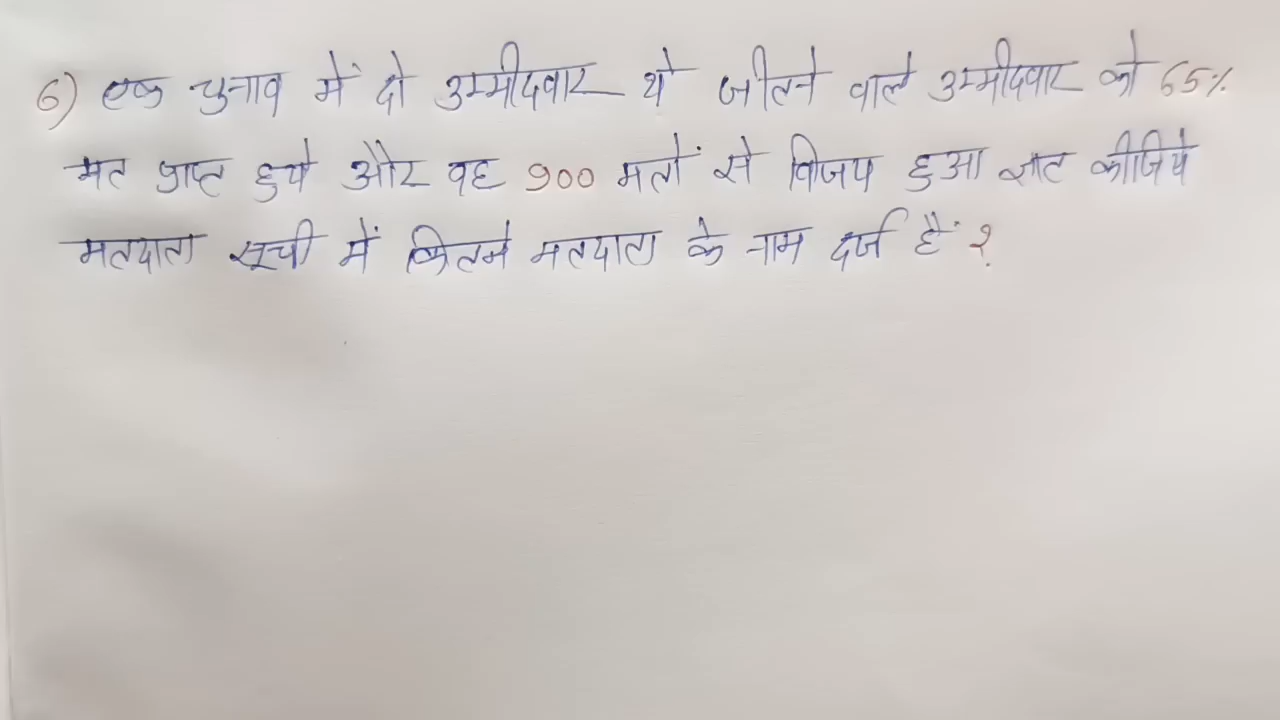 6) एक चुनाव में दो उम्मीदवार थे जीतने वाले उम्मीदवार को 65%
मत प्राप्त हुये और वह 900 मतों से विजय हुआ ज्ञात कीजिये
मतदाता सूची में कितने मतदाता के नाम दर्ज हैं ?